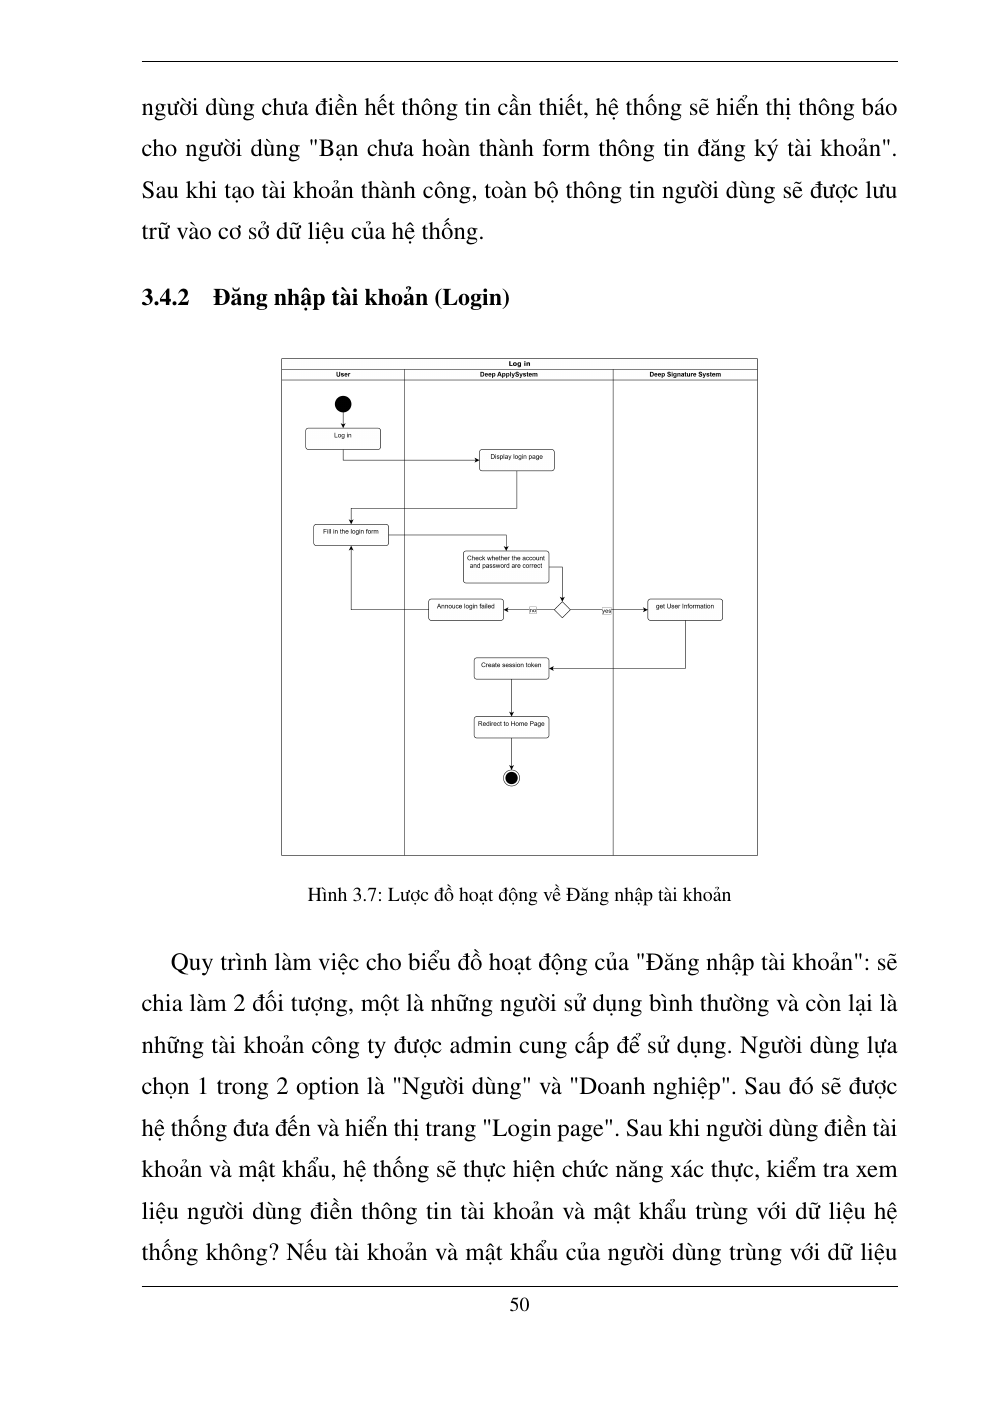 người dùng chưa điền hết thông tin cần thiết, hệ thống sẽ hiển thị thông báo
cho người dùng "Bạn chưa hoàn thành form thông tin đăng ký tài khoản".
Sau khi tạo tài khoản thành công, toàn bộ thông tin người dùng sẽ được lưu
trữ vào cơ sở dữ liệu của hệ thống.
3.4.2 Đăng nhập tài khoản (Login)
Log in
User
Deep ApplySystem
Deep Signature System
Log in
Display login page
Fill in the login form
Check whether the account
and password are correct
Annouce login failed
no
yes
get User Information
Create session token
Redirect to Home Page
Hình 3.7: Lược đồ hoạt động về Đăng nhập tài khoản
Quy trình làm việc cho biểu đồ hoạt động của "Đăng nhập tài khoản": sẽ
chia làm 2 đối tượng, một là những người sử dụng bình thường và còn lại là
những tài khoản công ty được admin cung cấp để sử dụng. Người dùng lựa
chọn 1 trong 2 option là "Người dùng" và "Doanh nghiệp". Sau đó sẽ được
hệ thống đưa đến và hiển thị trang "Login page". Sau khi người dùng điền tài
khoản và mật khẩu, hệ thống sẽ thực hiện chức năng xác thực, kiểm tra xem
liệu người dùng điền thông tin tài khoản và mật khẩu trùng với dữ liệu hệ
thống không? Nếu tài khoản và mật khẩu của người dùng trùng với dữ liệu
50